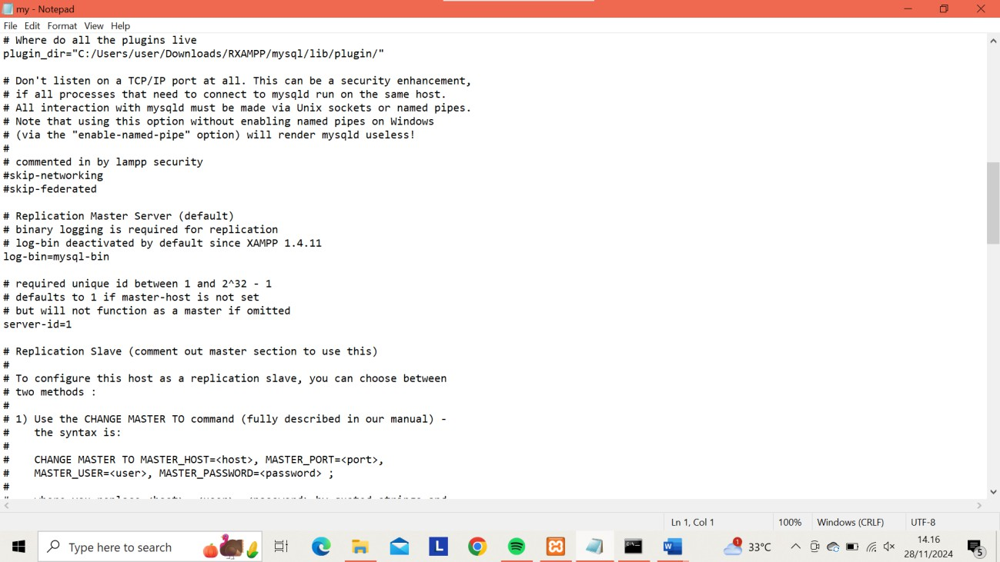 my - Notepad
File Edit Format View Help
# Where do all the plugins live
plugin_dir="C:/Users/user/Downloads/RXAMPP/mysql/lib/plugin/"
# Don't listen on a TCP/IP port at all. This can be a security enhancement,
# if all processes that need to connect to mysqld run on the same host.
# All interaction with mysqld must be made via Unix sockets or named pipes.
# Note that using this option without enabling named pipes on Windows
# (via the "enable-named-pipe" option) will render mysqld useless!
#
# commented in by lampp security
#skip-networking
#skip-federated
# Replication Master Server (default)
# binary logging is required for replication
# log-bin deactivated by default since XAMPP 1.4.11
log-bin=mysql-bin
# required unique id between 1 and 2^32 - 1
# defaults to 1 if master-host is not set
# but will not function as a master if omitted
server-id=1
# Replication Slave (comment out master section to use this)
#
# To configure this host as a replication slave, you can choose between
# two methods :
#
# 1) Use the CHANGE MASTER TO command (fully described in our manual) -
#    the syntax is:
#
#    CHANGE MASTER TO MASTER_HOST=<host>, MASTER_PORT=<port>,
#    MASTER_USER=<user>, MASTER_PASSWORD=<password> ;
#
Ln 1, Col 1 100% Windows (CRLF) UTF-8
Type here to search L W 1 33°C 14.16
28/11/2024 5